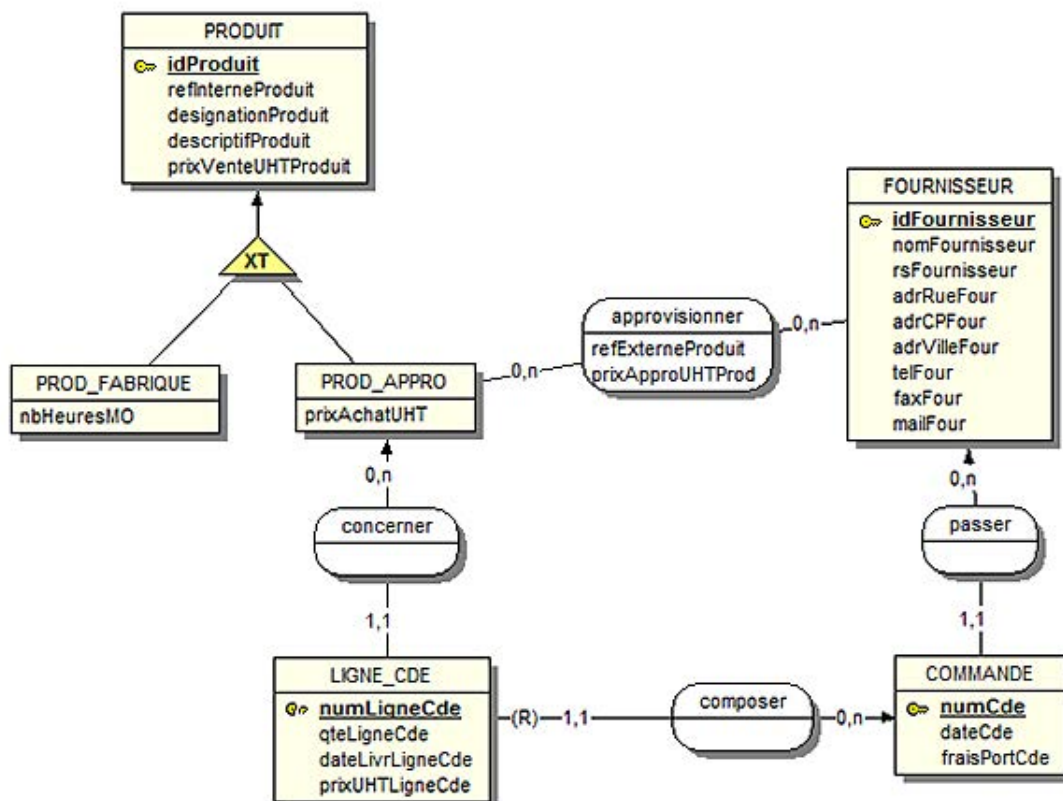 PRODUIT
idProduit
refInterneProduit
designationProduit
descriptifProduit
prixVenteUHTProduit
XT
PROD_FABRIQUE
nbHeuresMO
PROD_APPRO
prixAchatUHT
0,n
approvisionner
refExterneProduit
prixApproUHTProd
0,n
FOURNISSEUR
idFournisseur
nomFournisseur
rsFournisseur
adrRueFour
adrCPFour
adrVilleFour
telFour
faxFour
mailFour
0,n
concerner
1,1
0,n
passer
1,1
LIGNE_CDE
numLigneCde
qteLigneCde
dateLivrLigneCde
prixUHTLigneCde
(R) 1,1
composer
0,n
COMMANDE
numCde
dateCde
fraisPortCde